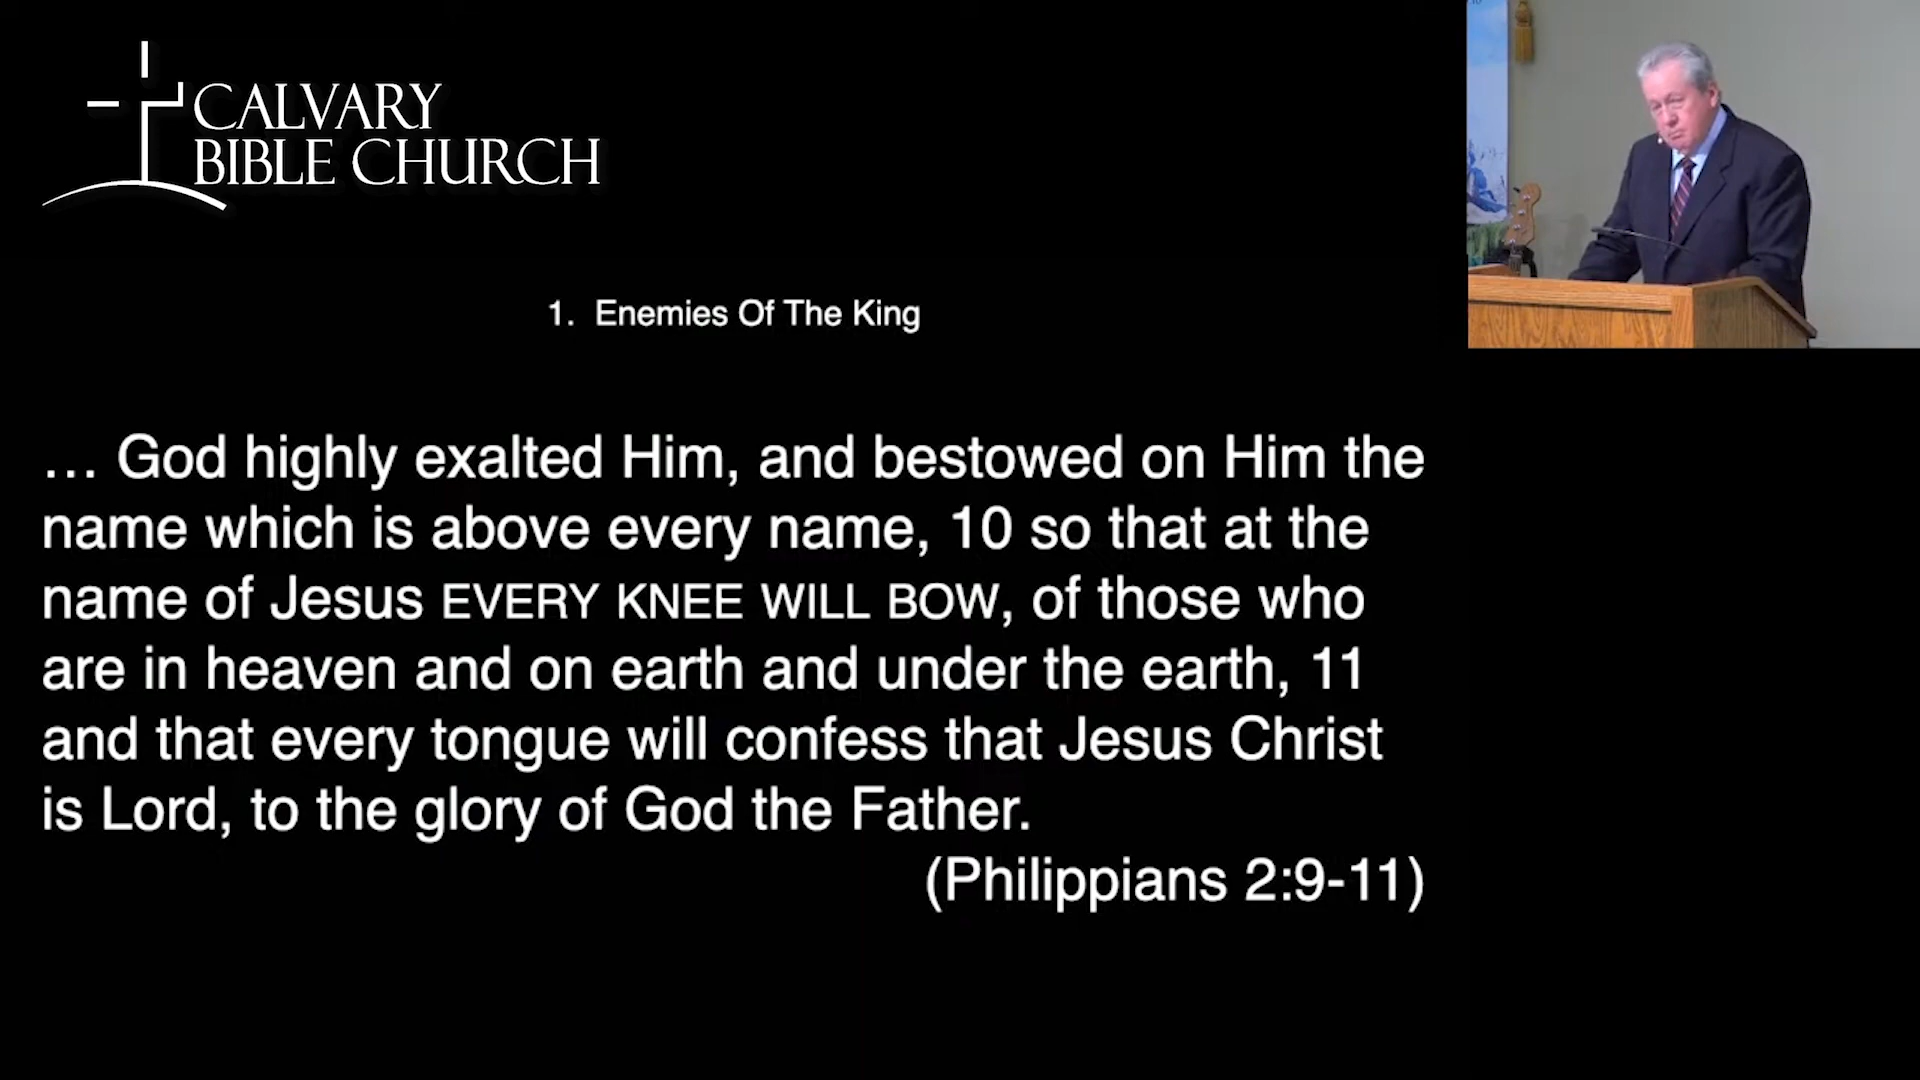 CALVARY
BIBLE CHURCH
1. Enemies Of The King
… God highly exalted Him, and bestowed on Him the
name which is above every name, 10 so that at the
name of Jesus EVERY KNEE WILL BOW, of those who
are in heaven and on earth and under the earth, 11
and that every tongue will confess that Jesus Christ
is Lord, to the glory of God the Father.
(Philippians 2:9-11)